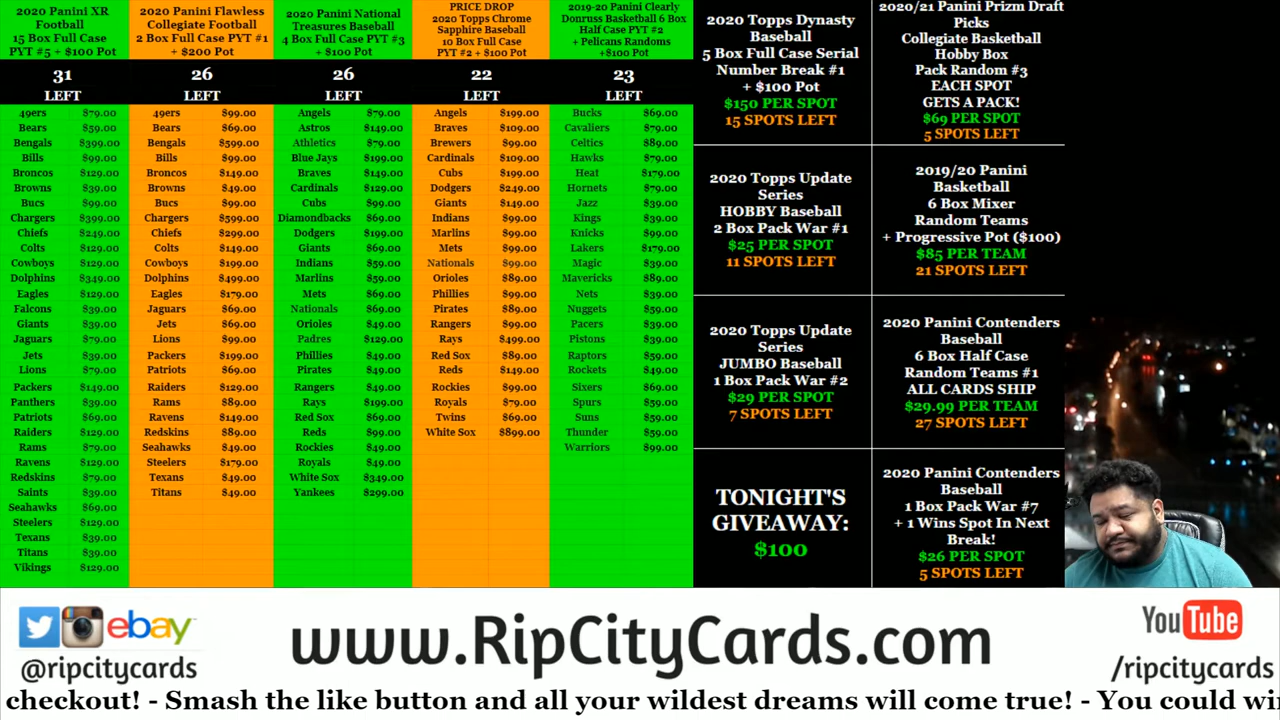 2020 Panini XR
Football
15 Box Full Case
PYT #5 + $100 Pot
31
LEFT
49ers $79.00
Bears $59.00
Bengals $399.00
Bills $99.00
Broncos $129.00
Browns $39.00
Bucs $99.00
Chargers $399.00
Chiefs $249.00
Colts $129.00
Cowboys $129.00
Dolphins $349.00
Eagles $129.00
Falcons $39.00
Giants $39.00
Jaguars $79.00
Jets $39.00
Lions $79.00
Packers $149.00
Panthers $39.00
Patriots $69.00
Raiders $129.00
Rams $79.00
Ravens $129.00
Redskins $79.00
Saints $39.00
Seahawks $69.00
Steelers $129.00
Texans $39.00
Titans $39.00
Vikings $129.00
2020 Panini Flawless
Collegiate Football
2 Box Full Case PYT #1
+ $200 Pot
26
LEFT
49ers $99.00
Bears $69.00
Bengals $599.00
Bills $99.00
Broncos $149.00
Browns $49.00
Bucs $99.00
Chargers $599.00
Chiefs $299.00
Colts $149.00
Cowboys $199.00
Dolphins $499.00
Eagles $179.00
Jaguars $69.00
Jets $69.00
Lions $99.00
Packers $199.00
Patriots $69.00
Raiders $129.00
Rams $89.00
Ravens $149.00
Redskins $89.00
Seahawks $49.00
Steelers $179.00
Texans $49.00
Titans $49.00
2020 Panini National
Treasures Baseball
4 Box Full Case PYT #3
+ $100 Pot
26
LEFT
Angels $79.00
Astros $149.00
Athletics $79.00
Blue Jays $199.00
Braves $149.00
Cardinals $129.00
Cubs $99.00
Diamondbacks $69.00
Dodgers $199.00
Giants $69.00
Indians $59.00
Marlins $59.00
Mets $69.00
Nationals $69.00
Orioles $49.00
Padres $129.00
Phillies $49.00
Pirates $49.00
Rangers $49.00
Rays $199.00
Red Sox $69.00
Reds $99.00
Rockies $49.00
Royals $49.00
White Sox $349.00
Yankees $299.00
PRICE DROP
2020 Topps Chrome
Sapphire Baseball
10 Box Full Case
PYT #2 + $100 Pot
22
LEFT
Angels $199.00
Braves $109.00
Brewers $99.00
Cardinals $109.00
Cubs $199.00
Dodgers $249.00
Giants $149.00
Indians $99.00
Marlins $99.00
Mets $99.00
Nationals $99.00
Orioles $89.00
Phillies $99.00
Pirates $89.00
Rangers $99.00
Rays $499.00
Red Sox $89.00
Reds $149.00
Rockies $99.00
Royals $79.00
Twins $69.00
White Sox $899.00
2019-20 Panini Clearly
Donruss Basketball 6 Box
Half Case PYT #2
+ Pelicans Randoms
+$100 Pot
23
LEFT
Bucks $69.00
Cavaliers $79.00
Celtics $89.00
Hawks $79.00
Heat $179.00
Hornets $79.00
Jazz $39.00
Kings $39.00
Knicks $99.00
Lakers $179.00
Magic $39.00
Mavericks $89.00
Nets $39.00
Nuggets $59.00
Pacers $39.00
Pistons $39.00
Raptors $59.00
Rockets $49.00
Sixers $69.00
Spurs $59.00
Suns $59.00
Thunder $59.00
Warriors $99.00
2020 Topps Dynasty
Baseball
5 Box Full Case Serial
Number Break #1
+ $100 Pot
$150 PER SPOT
15 SPOTS LEFT
2020/21 Panini Prizm Draft
Picks
Collegiate Basketball
Hobby Box
Pack Random #3
EACH SPOT
GETS A PACK!
$69 PER SPOT
5 SPOTS LEFT
2020 Topps Update
Series
HOBBY Baseball
2 Box Pack War #1
$25 PER SPOT
11 SPOTS LEFT
2019/20 Panini
Basketball
6 Box Mixer
Random Teams
+ Progressive Pot ($100)
$85 PER TEAM
21 SPOTS LEFT
2020 Topps Update
Series
JUMBO Baseball
1 Box Pack War #2
$29 PER SPOT
7 SPOTS LEFT
2020 Panini Contenders
Baseball
6 Box Half Case
Random Teams #1
ALL CARDS SHIP
$29.99 PER TEAM
27 SPOTS LEFT
TONIGHT'S
GIVEAWAY:
$100
2020 Panini Contenders
Baseball
1 Box Pack War #7
+ 1 Wins Spot In Next
Break!
$26 PER SPOT
5 SPOTS LEFT
ebay
@ripcitycards
www.RipCityCards.com
YouTube
/ripcitycards
checkout! - Smash the like button and all your wildest dreams will come true! - You could wi